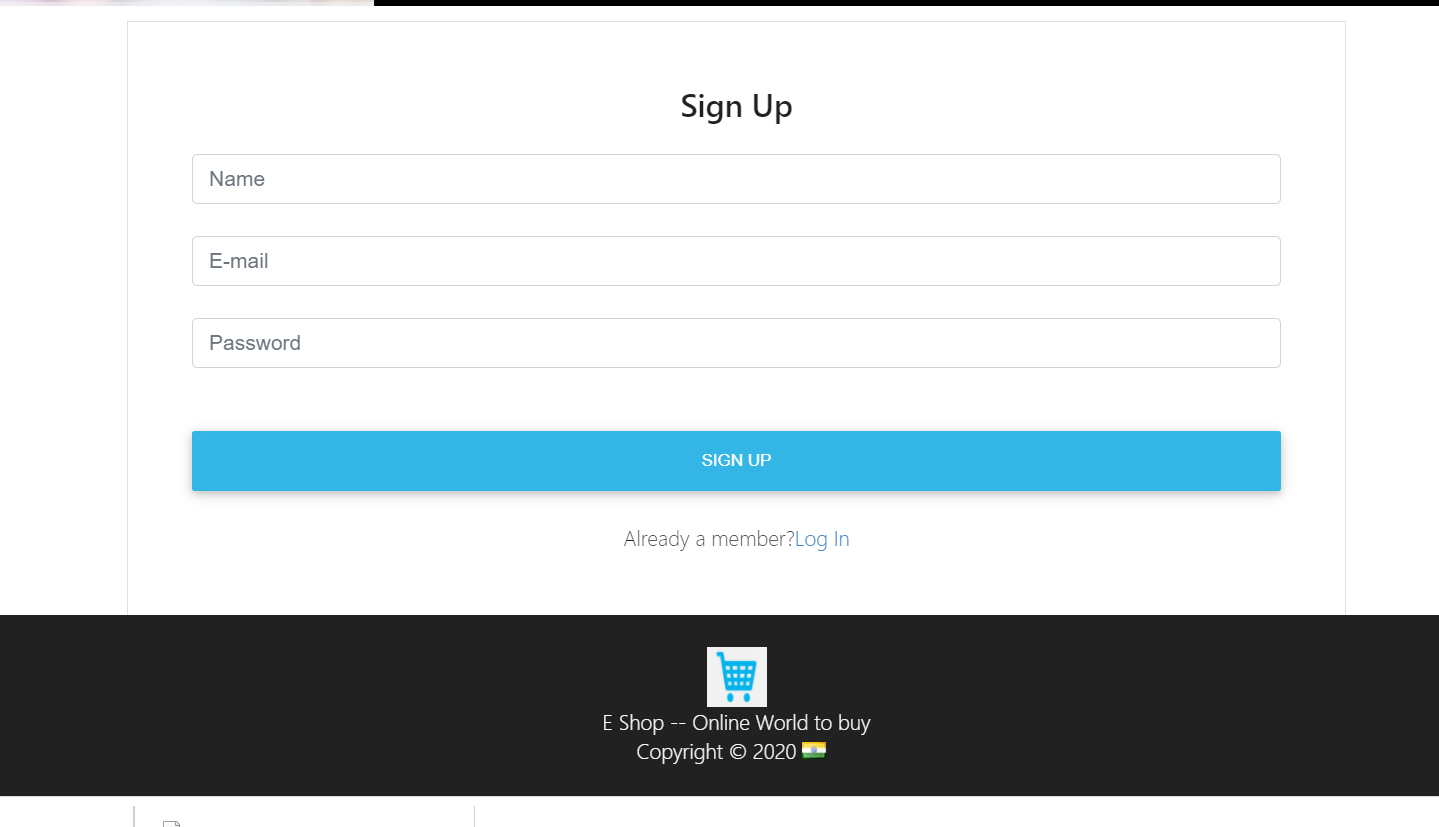 Sign Up
Name
E-mail
Password
SIGN UP
Already a member?Log In
E Shop -- Online World to buy
Copyright © 2020 🇮🇳